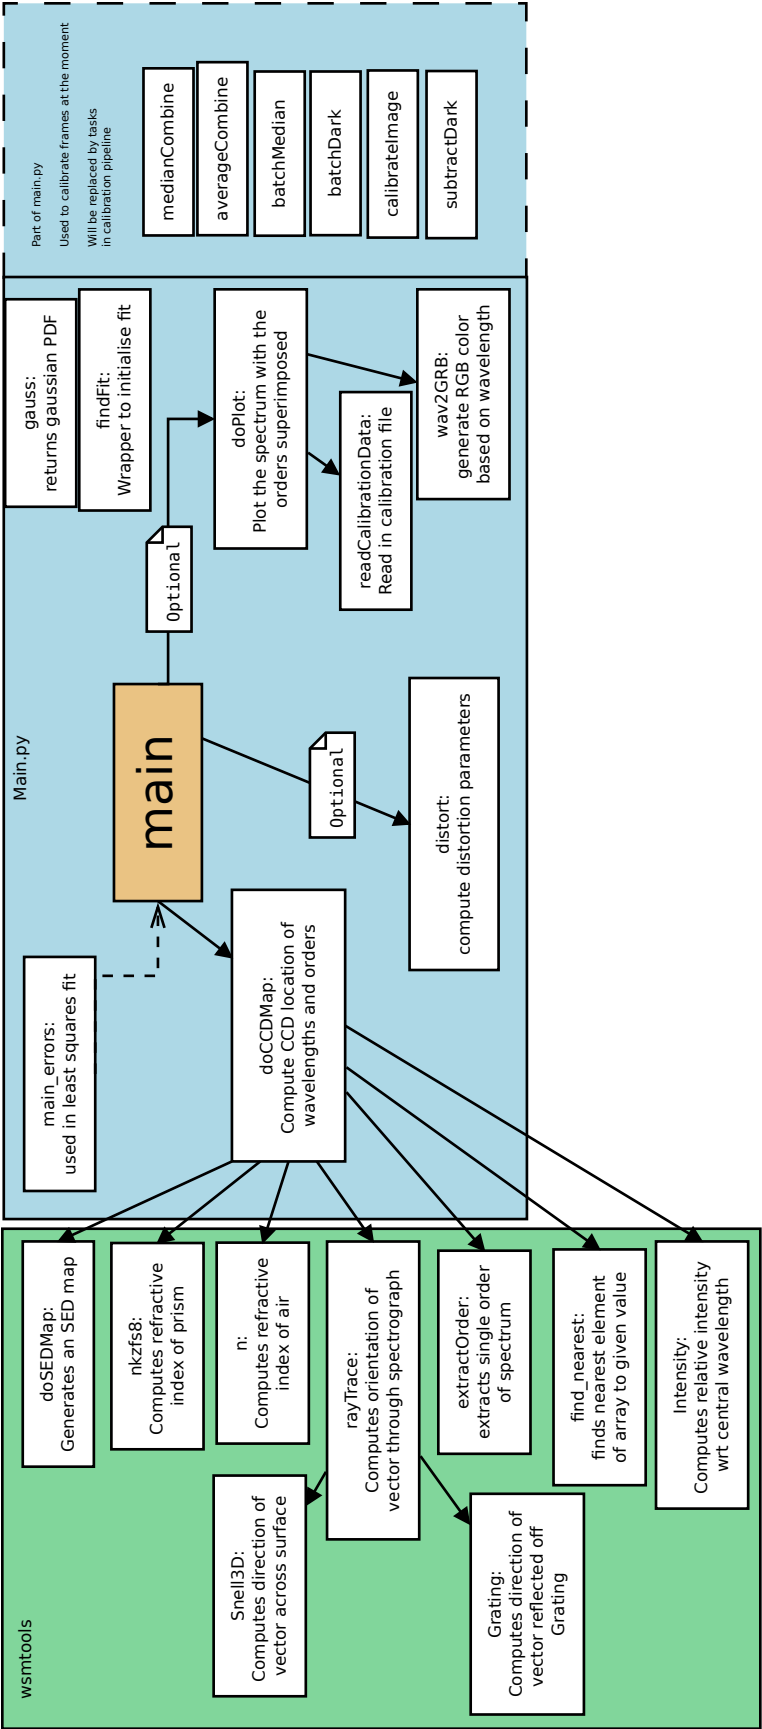 wsmtools
doSEDMap:
Generates an SED map
nkzfs8:
Computes refractive
index of prism
n:
Computes refractive
index of air
rayTrace:
Computes orientation of
vector through spectrograph
extractOrder:
extracts single order
of spectrum
find_nearest:
finds nearest element
of array to given value
Intensity:
Computes relative intensity
wrt central wavelength
Snell3D:
Computes direction of
vector across surface
Grating:
Computes direction of
vector reflected off
Grating
Main.py
main_errors:
used in least squares fit
main
doCCDMap:
Compute CCD location of
wavelengths and orders
Optional
distort:
compute distortion parameters
Optional
gauss:
returns gaussian PDF
findFit:
Wrapper to initialise fit
doPlot:
Plot the spectrum with the
orders superimposed
readCalibrationData:
Read in calibration file
wav2GRB:
generate RGB color
based on wavelength
Part of main.py
Used to calibrate frames at the moment
Will be replaced by tasks
in calibration pipeline
medianCombine
averageCombine
batchMedian
batchDark
calibrateImage
subtractDark